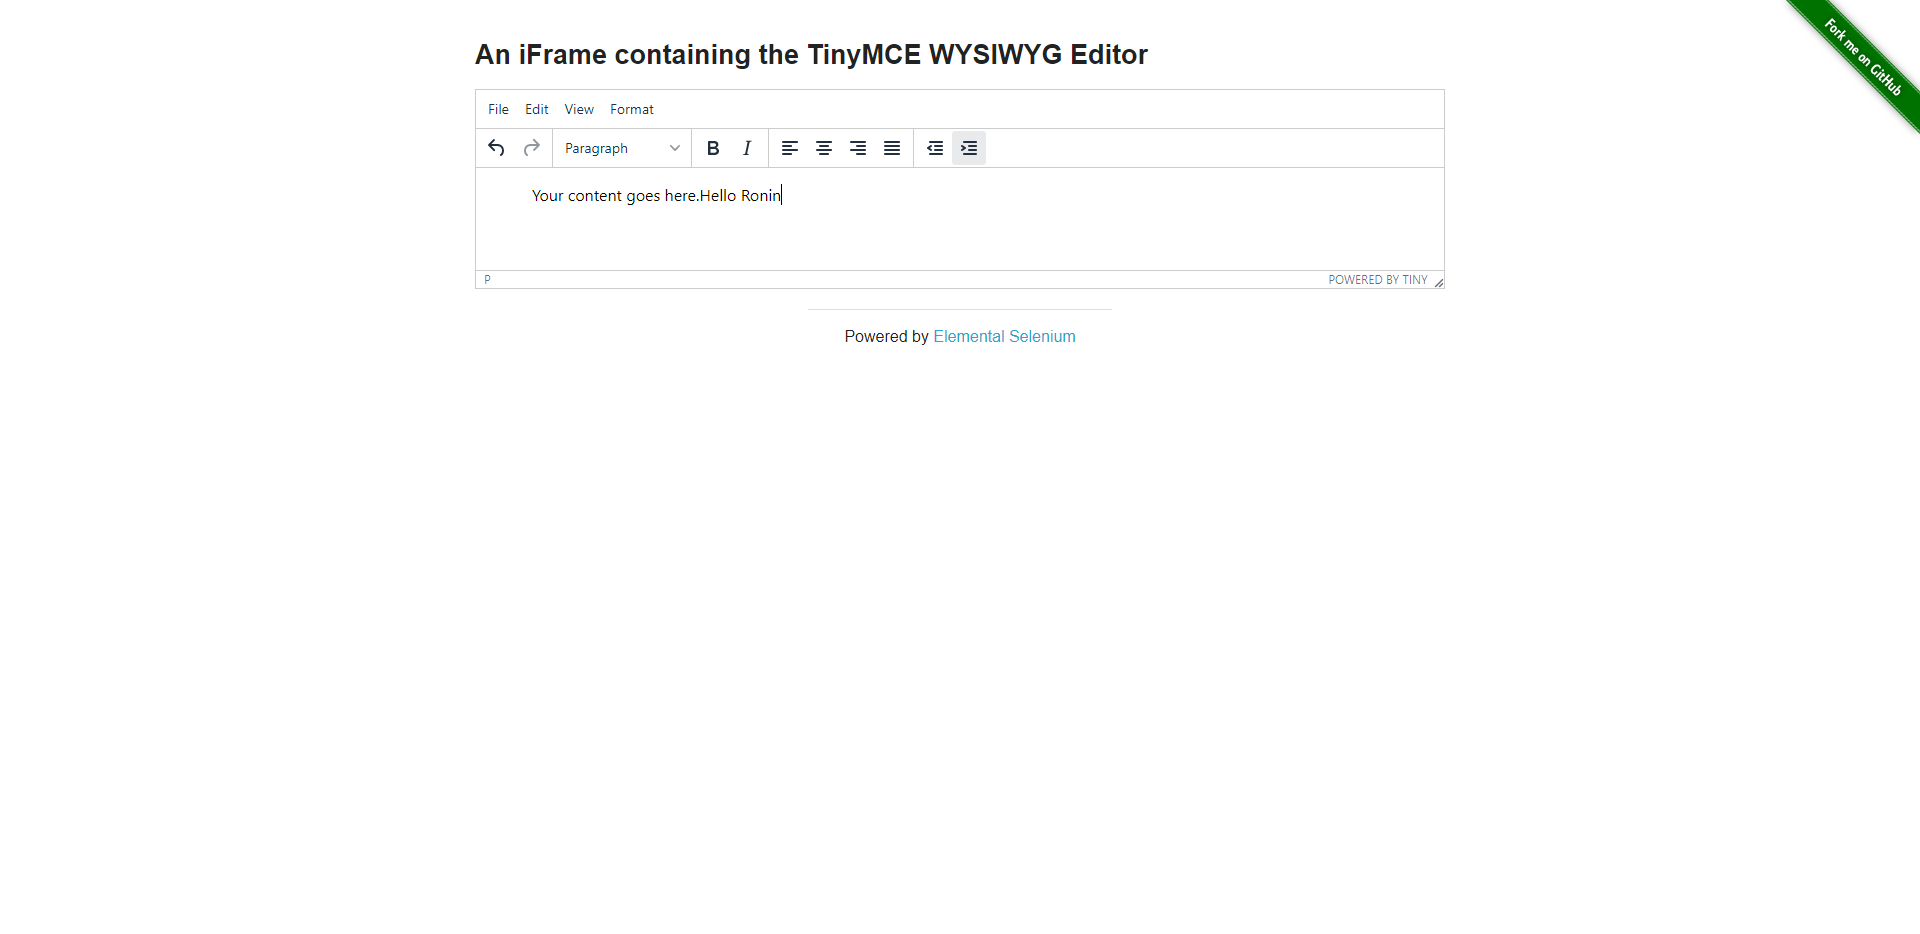 Fork me on GitHub
An iFrame containing the TinyMCE WYSIWYG Editor
File Edit View Format
Paragraph B I
Your content goes here.Hello Ronin
P POWERED BY TINY
Powered by Elemental Selenium